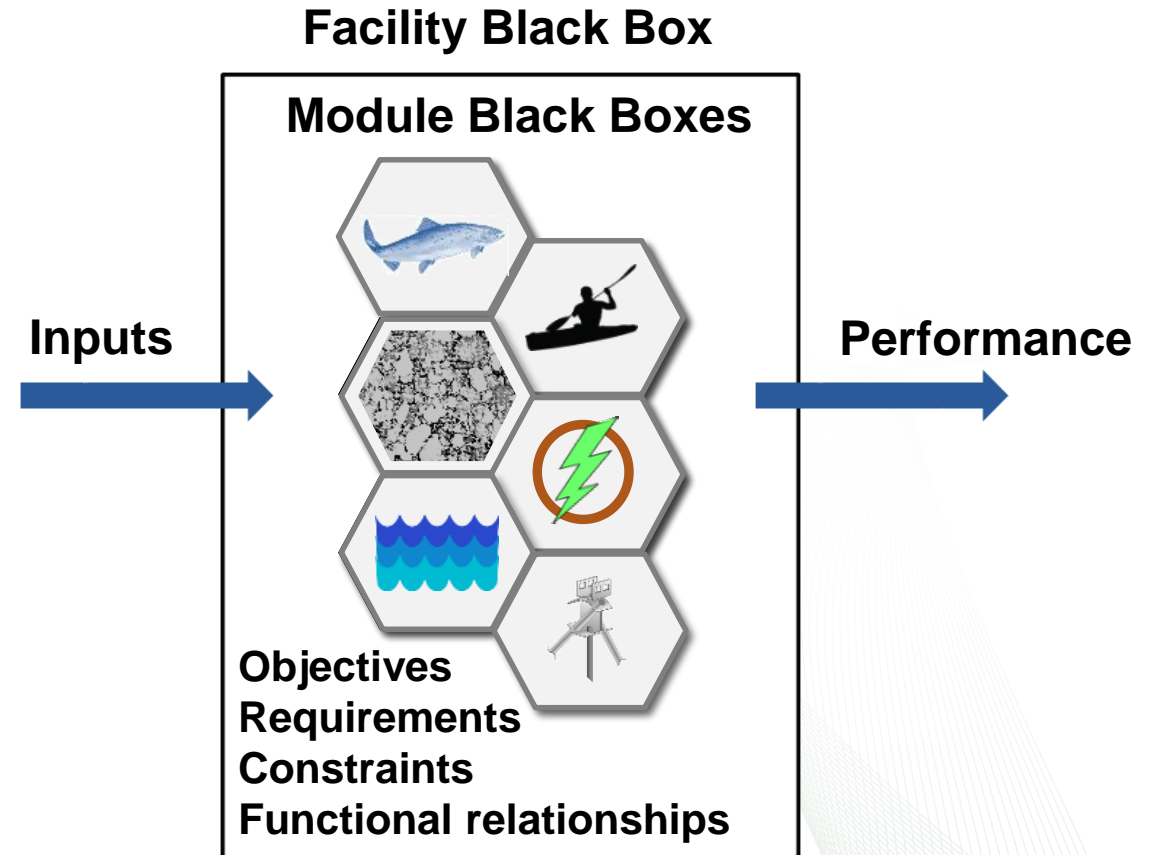 Facility Black Box
Module Black Boxes
Inputs
Performance
Objectives
Requirements
Constraints
Functional relationships